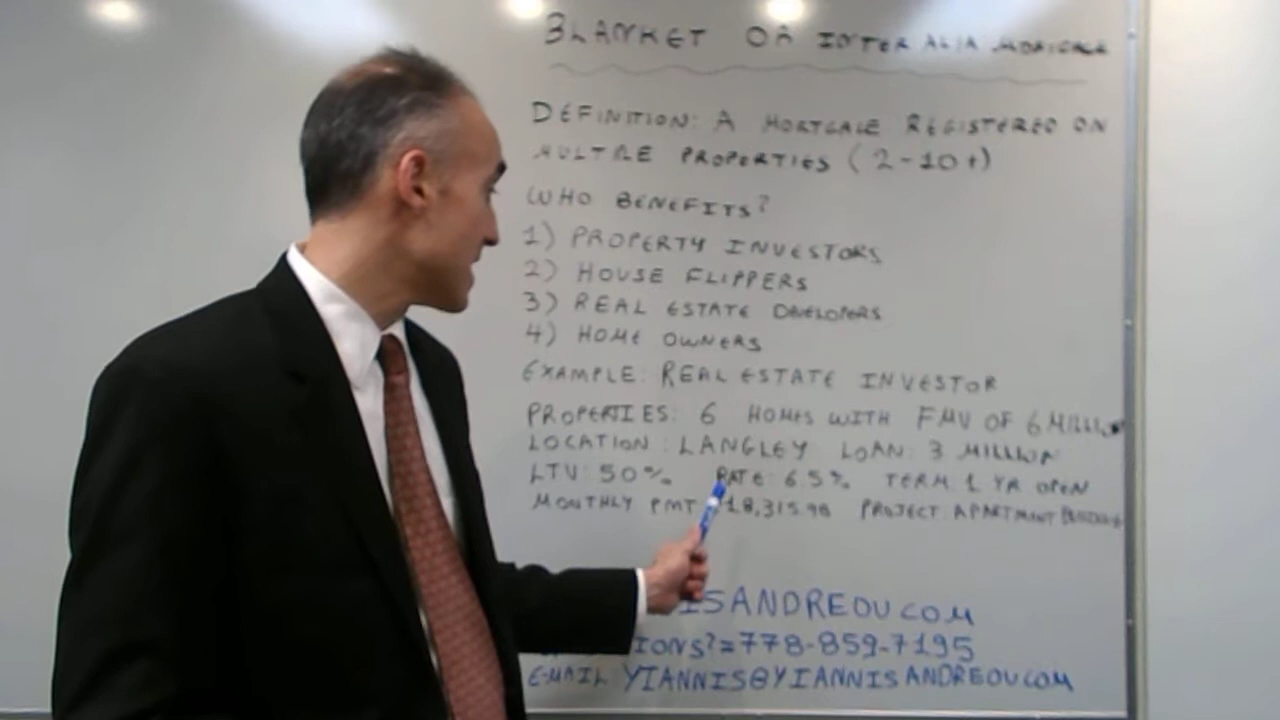 BLANKET OR INTER ALIA MORTGAGE
DEFINITION: A MORTGAGE REGISTERED ON
MULTIPLE PROPERTIES (2-10+)
WHO BENEFITS?
1) PROPERTY INVESTORS
2) HOUSE FLIPPERS
3) REAL ESTATE DEVELOPERS
4) HOME OWNERS
EXAMPLE: REAL ESTATE INVESTOR
PROPERTIES: 6 HOMES WITH FMV OF 6 MILLION
LOCATION: LANGLEY LOAN: 3 MILLION
LTV: 50% RATE: 6.5% TERM: 1 YR OPEN
MONTHLY PMT 18,315.98 PROJECT: APARTMENT BUILDING
ISANDREOU.COM
IONS?=778-859-7195
E-MAIL YIANNIS@YIANNISANDREOU.COM